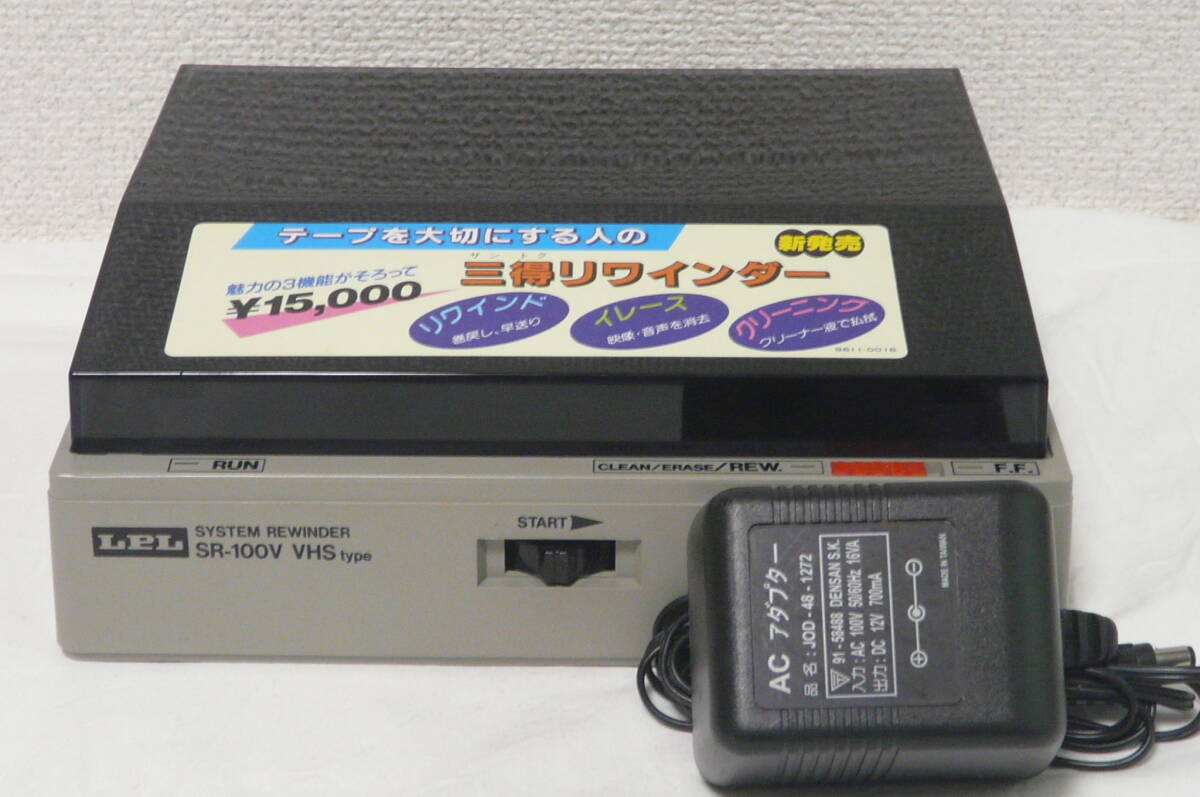 テープを大切にする人の
新発売
魅力の3機能がそろって
¥15,000
サントク
三得リワインダー
リワインド
巻戻し、早送り
イレース
映像・音声を消去
クリーニング
クリーナー液で払拭
9611-0016
RUN
CLEAN/ERASE/REW.
F.F.
LPL
SYSTEM REWINDER
SR-100V VHS type
START
AC アダプター
品名:JOD-48-1272
91-58488 DENSAN S.K.
入力:AC 100V 50/60Hz 16VA
出力:DC 12V 700mA
MADE IN TAIWAN